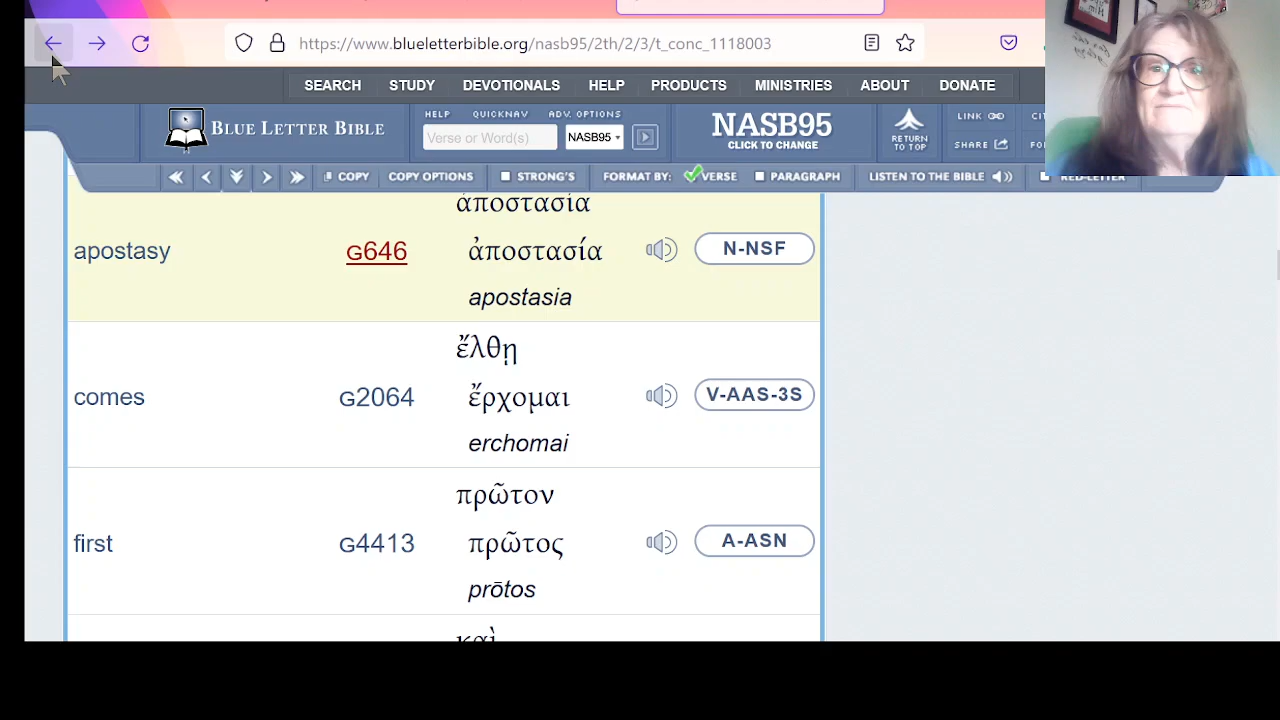 https://www.blueletterbible.org/nasb95/2th/2/3/t_conc_1118003
SEARCH STUDY DEVOTIONALS HELP PRODUCTS MINISTRIES ABOUT DONATE
HELP QUICKNAV ADV. OPTIONS
BLUE LETTER BIBLE
Verse or Word(s) NASB95
NASB95
CLICK TO CHANGE
RETURN
TO TOP
LINK
SHARE
COPY COPY OPTIONS STRONG'S FORMAT BY: VERSE PARAGRAPH LISTEN TO THE BIBLE RED-LETTER
ἀποστασία
apostasy G646 ἀποστασία N-NSF
apostasia
ἔλθῃ
comes G2064 ἔρχομαι V-AAS-3S
erchomai
πρῶτον
first G4413 πρῶτος A-ASN
prōtos
καὶ